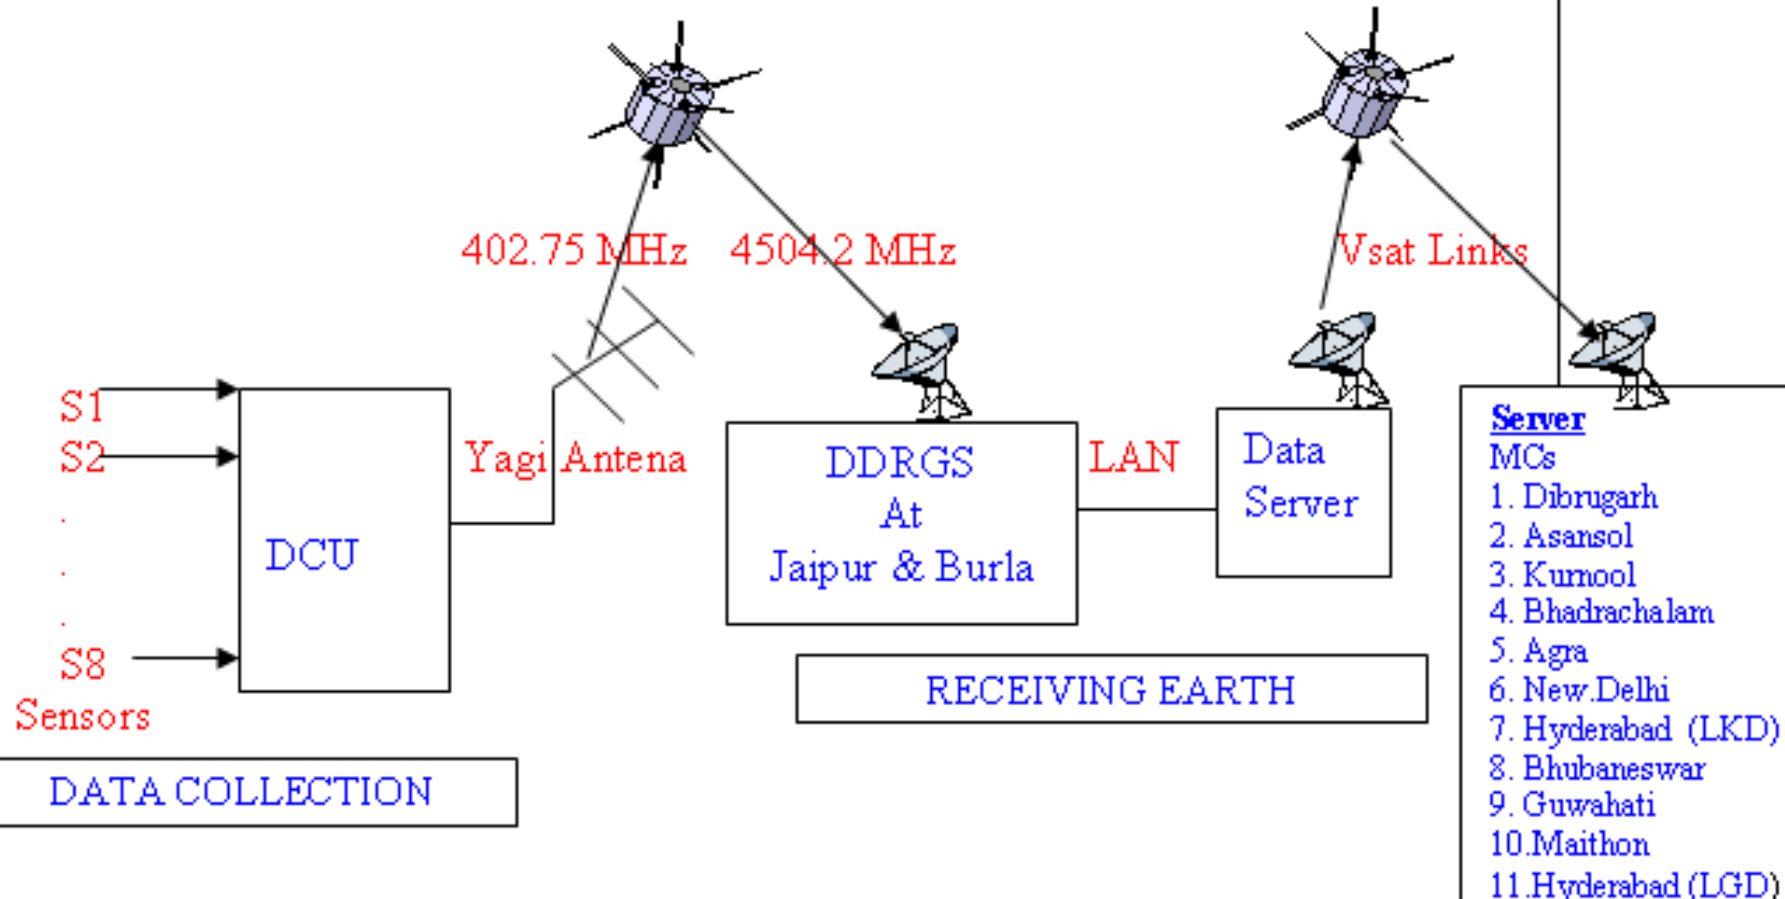 402.75 MHz
4504.2 MHz
Vsat Links
S1
S2
.
.
.
S8
Sensors
DCU
Yagi Antena
DDRGS
At
Jaipur & Burla
LAN
Data
Server
RECEIVING EARTH
DATA COLLECTION
Server
MCs
1. Dibrugarh
2. Asansol
3. Kurnool
4. Bhadrachalam
5. Agra
6. New.Delhi
7. Hyderabad (LKD)
8. Bhubaneswar
9. Guwahati
10.Maithon
11.Hyderabad (LGD)